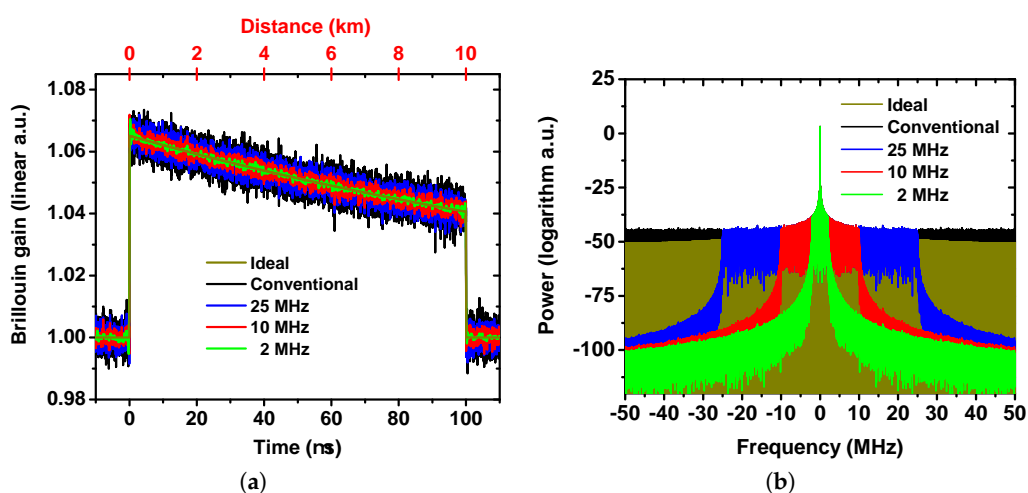 Distance (km)
0 2 4 6 8 10
1.08
1.06
1.04
1.02
1.00
0.98
Brillouin gain (linear a.u.)
Ideal
Conventional
25 MHz
10 MHz
2 MHz
0 20 40 60 80 100
(a)
25
0
-25
-50
-75
-100
Power (logarithm a.u.)
Ideal
Conventional
25 MHz
10 MHz
2 MHz
-50 -40 -30 -20 -10 0 10 20 30 40 50
Frequency (MHz)
(b)